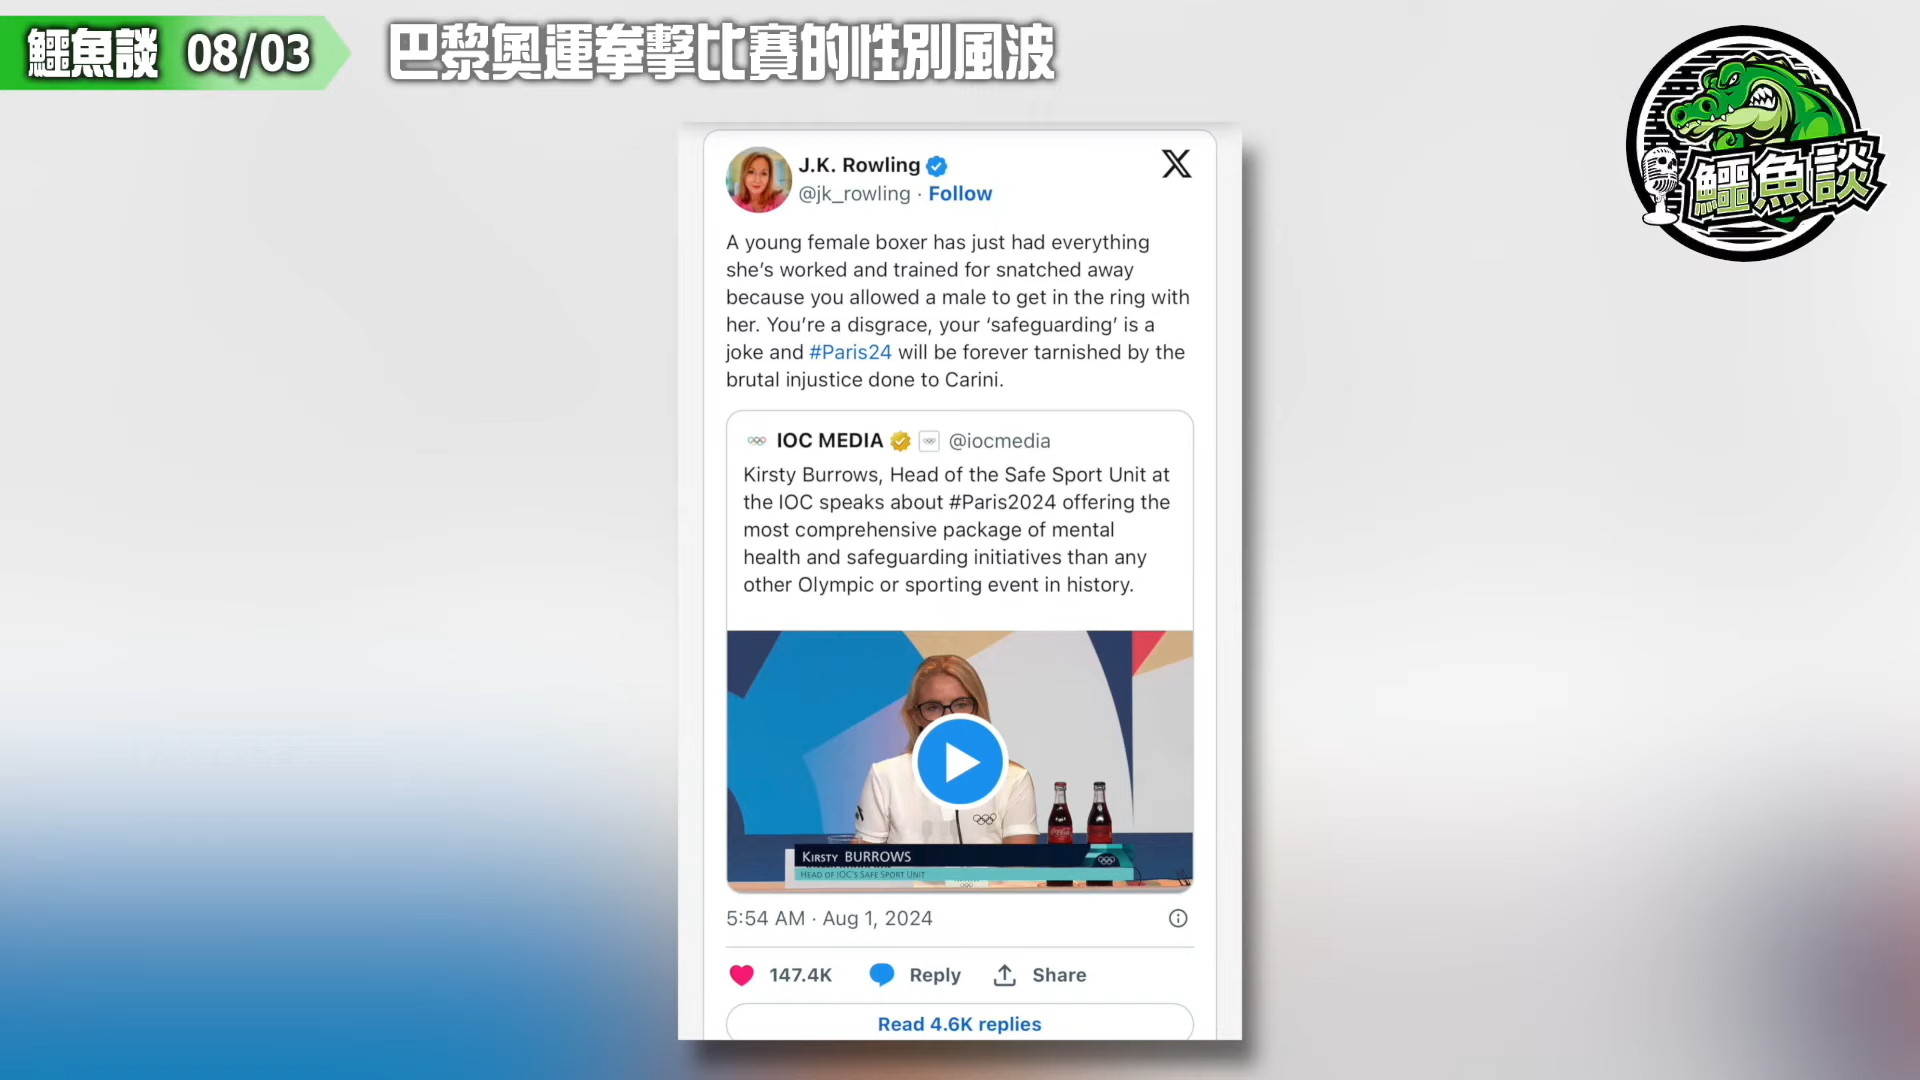 鱷魚談 08/03 巴黎奧運拳擊比賽的性別風波
鱷魚談
J.K. Rowling
@jk_rowling · Follow
A young female boxer has just had everything
she’s worked and trained for snatched away
because you allowed a male to get in the ring with
her. You’re a disgrace, your ‘safeguarding’ is a
joke and #Paris24 will be forever tarnished by the
brutal injustice done to Carini.
IOC MEDIA @iocmedia
Kirsty Burrows, Head of the Safe Sport Unit at
the IOC speaks about #Paris2024 offering the
most comprehensive package of mental
health and safeguarding initiatives than any
other Olympic or sporting event in history.
KIRSTY BURROWS
HEAD OF IOC'S SAFE SPORT UNIT
5:54 AM · Aug 1, 2024
147.4K Reply Share
Read 4.6K replies